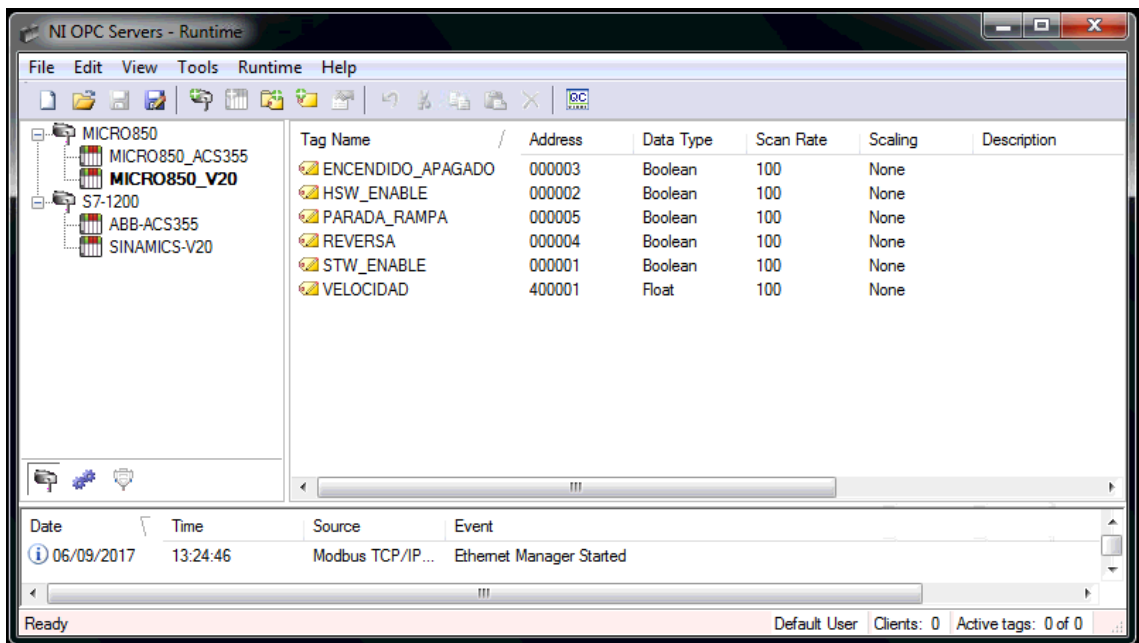 NI OPC Servers - Runtime
File Edit View Tools Runtime Help
QC
MICRO850
MICRO850_ACS355
MICRO850_V20
S7-1200
ABB-ACS355
SINAMICS-V20
Tag Name Address Data Type Scan Rate Scaling Description
ENCENDIDO_APAGADO 000003 Boolean 100 None
HSW_ENABLE 000002 Boolean 100 None
PARADA_RAMPA 000005 Boolean 100 None
REVERSA 000004 Boolean 100 None
STW_ENABLE 000001 Boolean 100 None
VELOCIDAD 400001 Float 100 None
Date Time Source Event
06/09/2017 13:24:46 Modbus TCP/IP... Ethernet Manager Started
Ready Default User Clients: 0 Active tags: 0 of 0